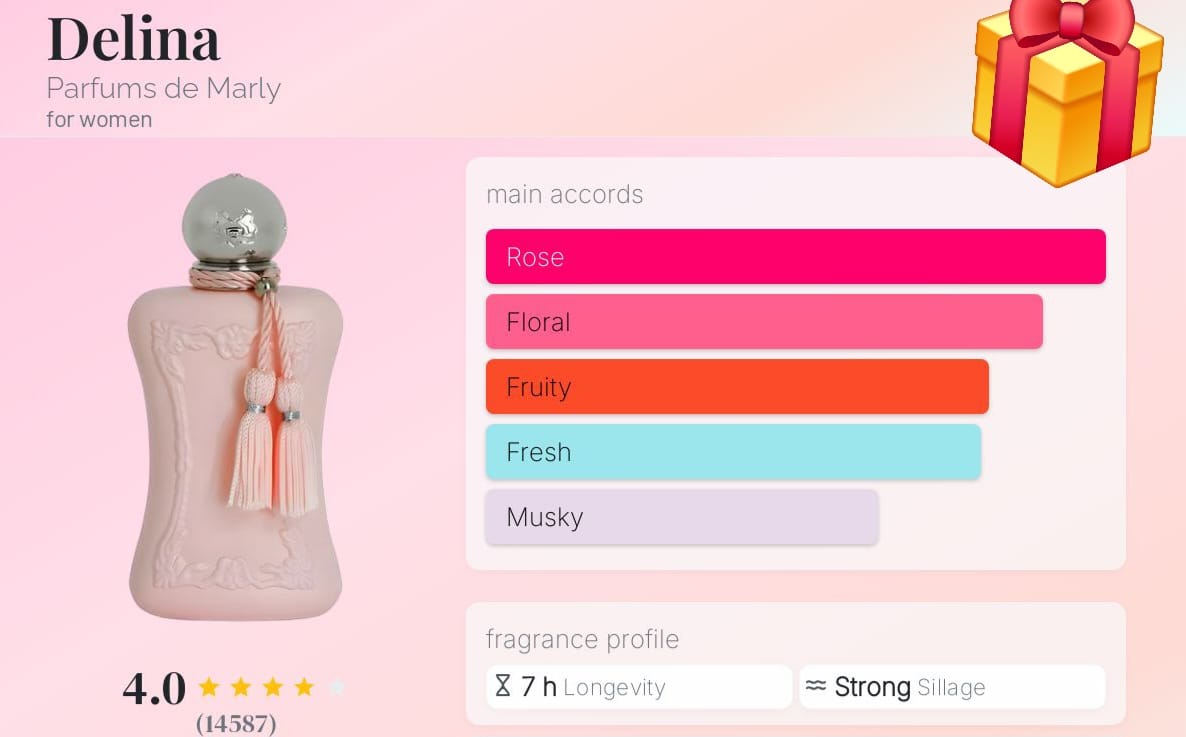 Delina
Parfums de Marly
for women
main accords
Rose
Floral
Fruity
Fresh
Musky
fragrance profile
7 h Longevity
Strong Sillage
4.0
(14587)